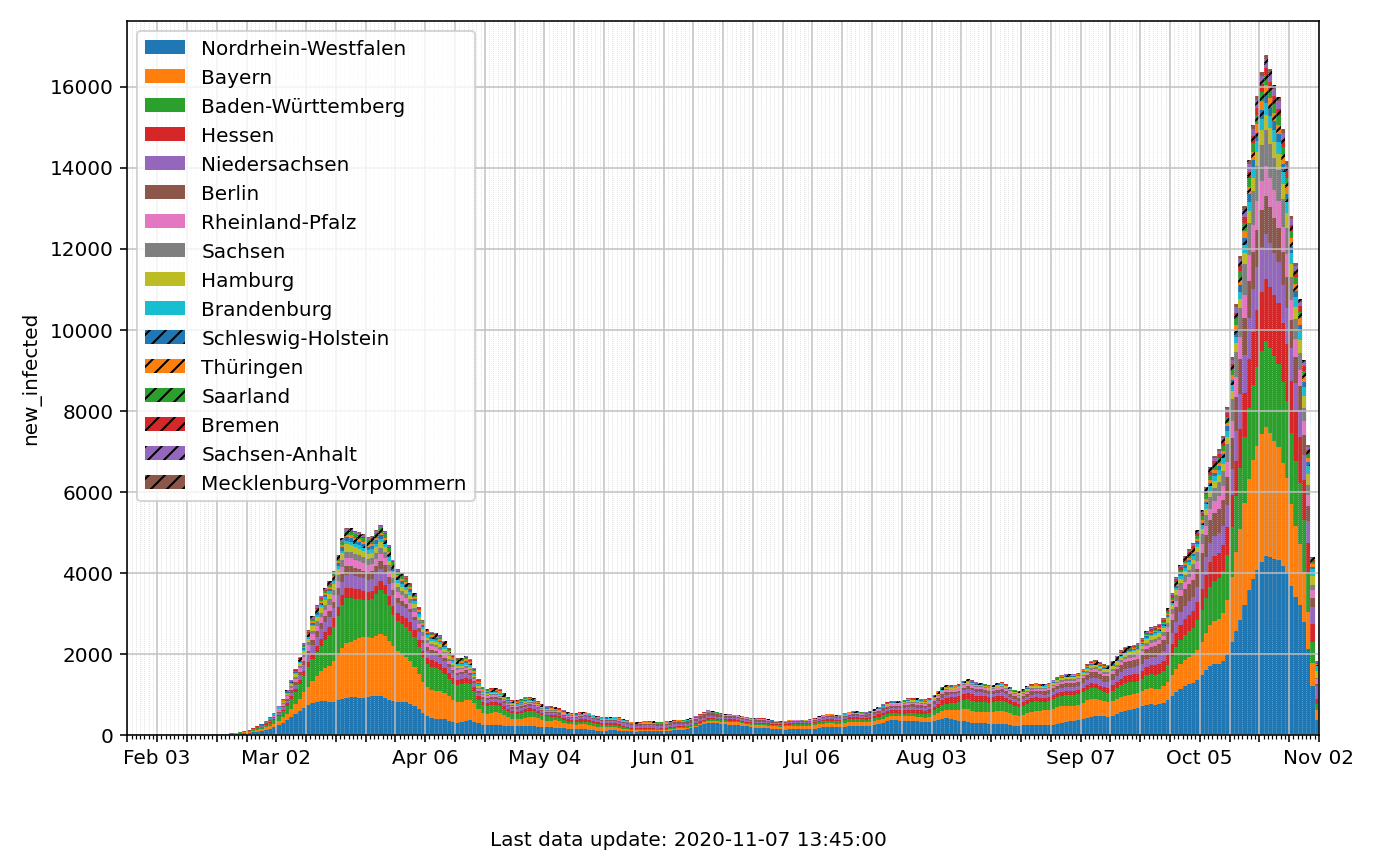 new_infected
16000
14000
12000
10000
8000
6000
4000
2000
0
Nordrhein-Westfalen
Bayern
Baden-Württemberg
Hessen
Niedersachsen
Berlin
Rheinland-Pfalz
Sachsen
Hamburg
Brandenburg
Schleswig-Holstein
Thüringen
Saarland
Bremen
Sachsen-Anhalt
Mecklenburg-Vorpommern
Feb 03 Mar 02 Apr 06 May 04 Jun 01 Jul 06 Aug 03 Sep 07 Oct 05 Nov 02
Last data update: 2020-11-07 13:45:00